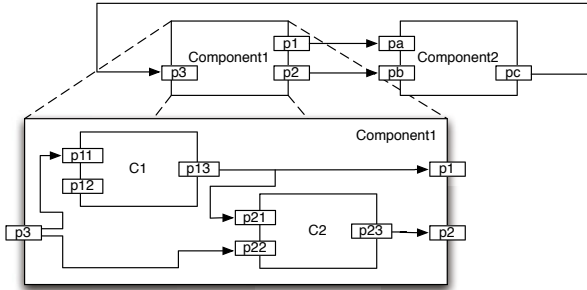 p1
pa
Component1
Component2
p3
p2
pb
pc
Component1
p11
C1
p13
p1
p12
p21
p3
C2
p23
p2
p22